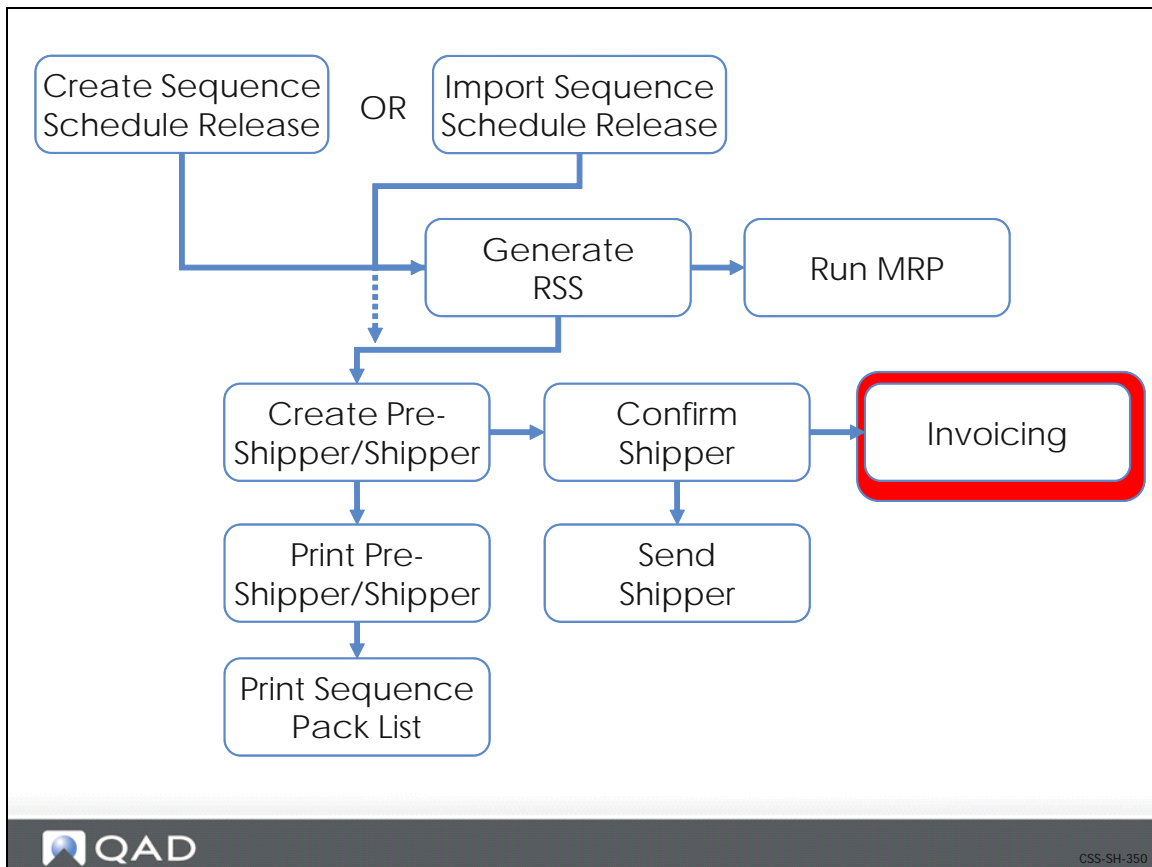 Create Sequence
Schedule Release
OR
Import Sequence
Schedule Release
Generate
RSS
Run MRP
Create Pre-
Shipper/Shipper
Confirm
Shipper
Invoicing
Print Pre-
Shipper/Shipper
Send
Shipper
Print Sequence
Pack List
QAD
CSS-SH-350